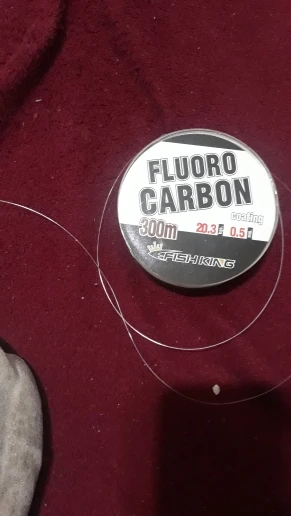 FLUORO
CARBON
coating
300m 20.3 0.5
FISH KING